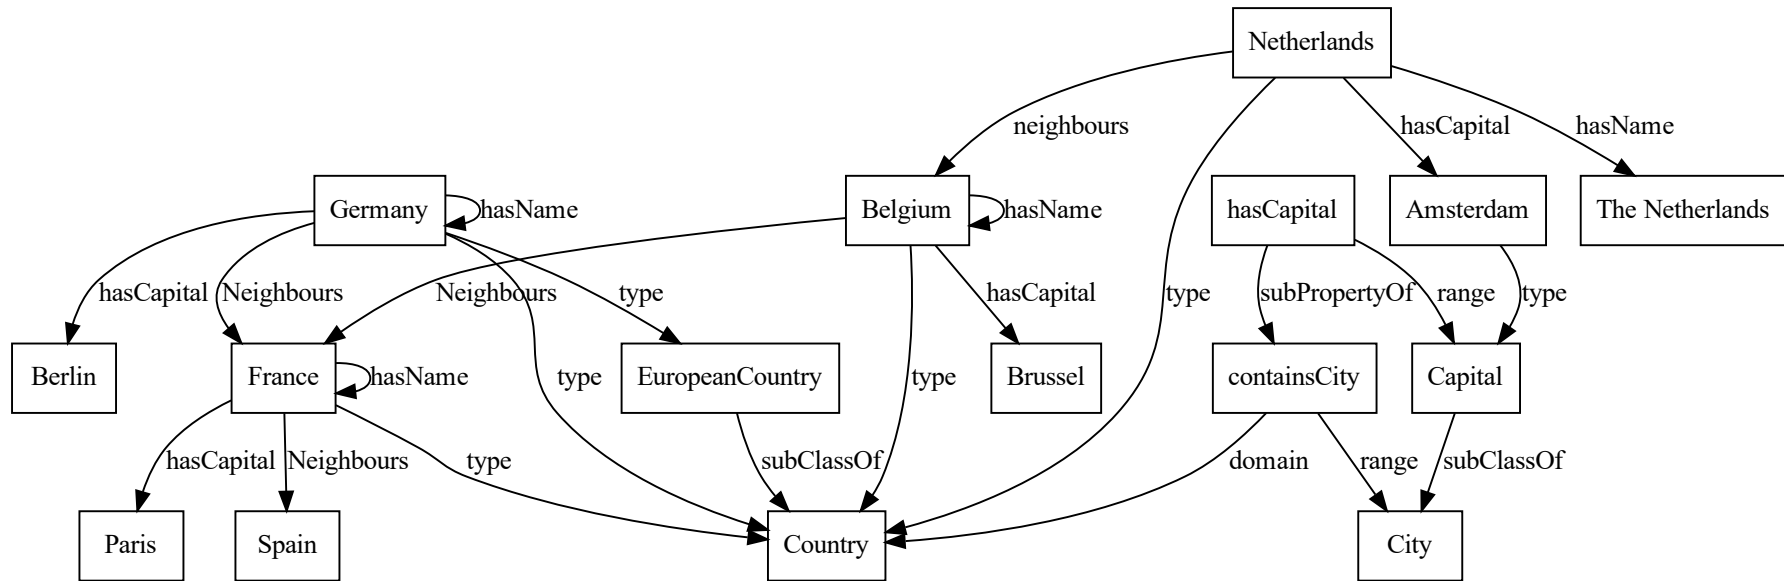 Netherlands
neighbours
hasCapital
hasName
Germany
hasName
Belgium
hasName
hasCapital
Amsterdam
The Netherlands
hasCapital
Neighbours
Neighbours
type
hasCapital
type
subPropertyOf
range
type
Berlin
France
hasName
EuropeanCountry
type
type
Brussel
containsCity
Capital
hasCapital
Neighbours
type
subClassOf
domain
range
subClassOf
Paris
Spain
Country
City